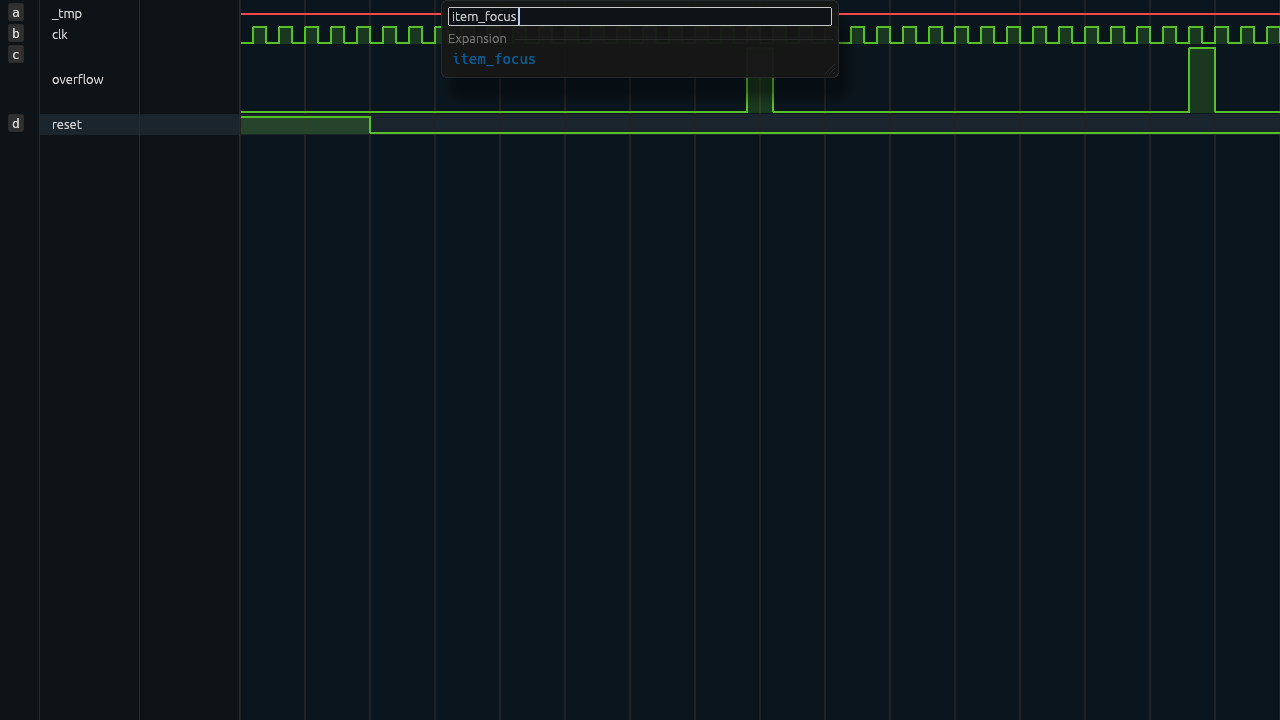 a _tmp
b clk
c
overflow
d reset
item_focus
Expansion
item_focus